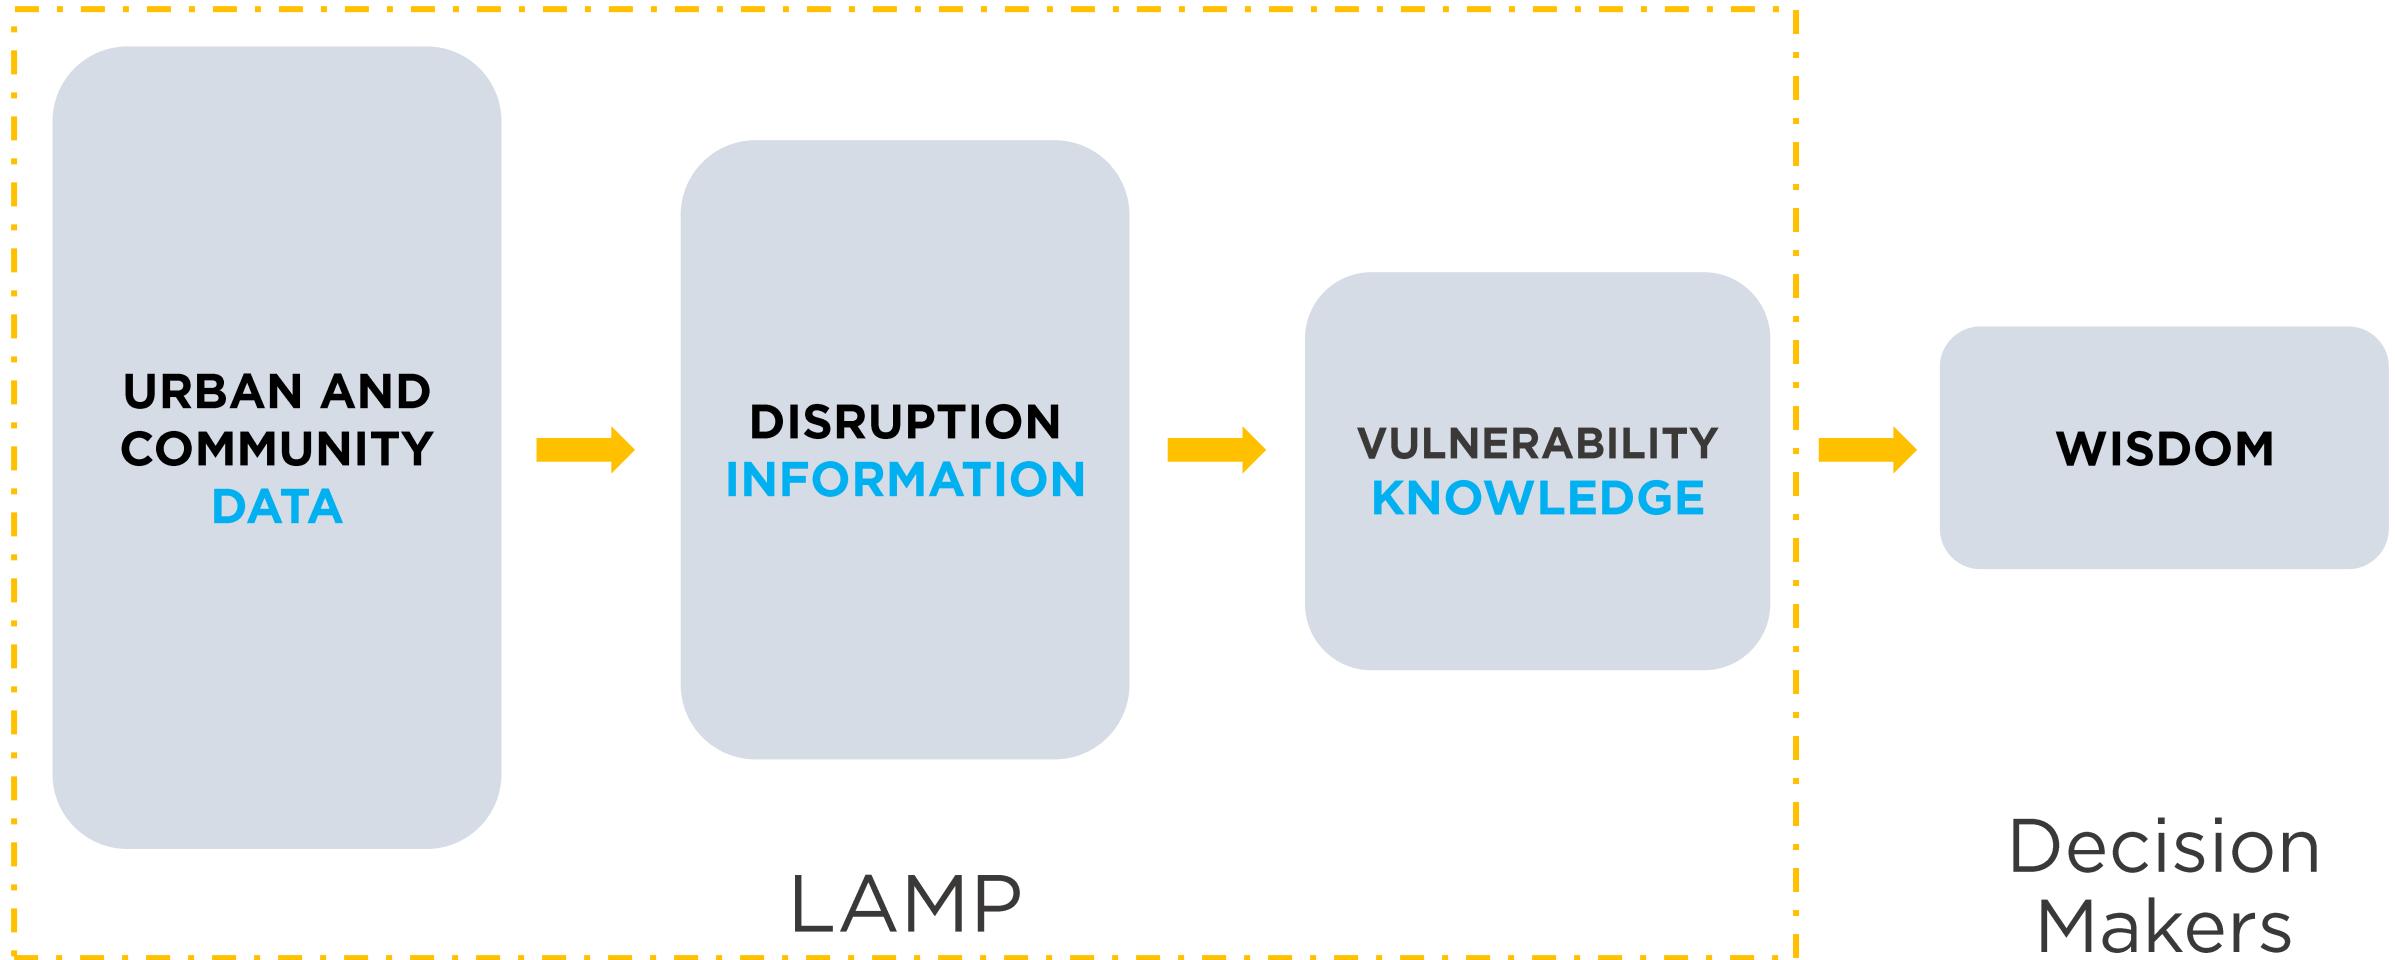 URBAN AND
COMMUNITY
DATA
DISRUPTION
INFORMATION
VULNERABILITY
KNOWLEDGE
WISDOM
LAMP
Decision
Makers